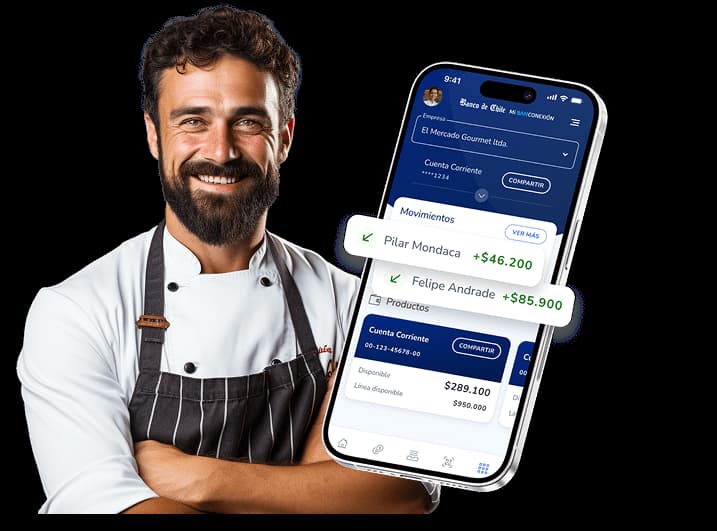 9:41
Banco de Chile MI BANCONEXIÓN
Empresa
El Mercado Gourmet ltda.
Cuenta Corriente
****1234
COMPARTIR
Movimientos
VER MÁS
Pilar Mondaca +$46.200
Felipe Andrade +$85.900
Productos
Cuenta Corriente
00-123-45678-00
COMPARTIR
Disponible $289.100
Línea disponible $950.000